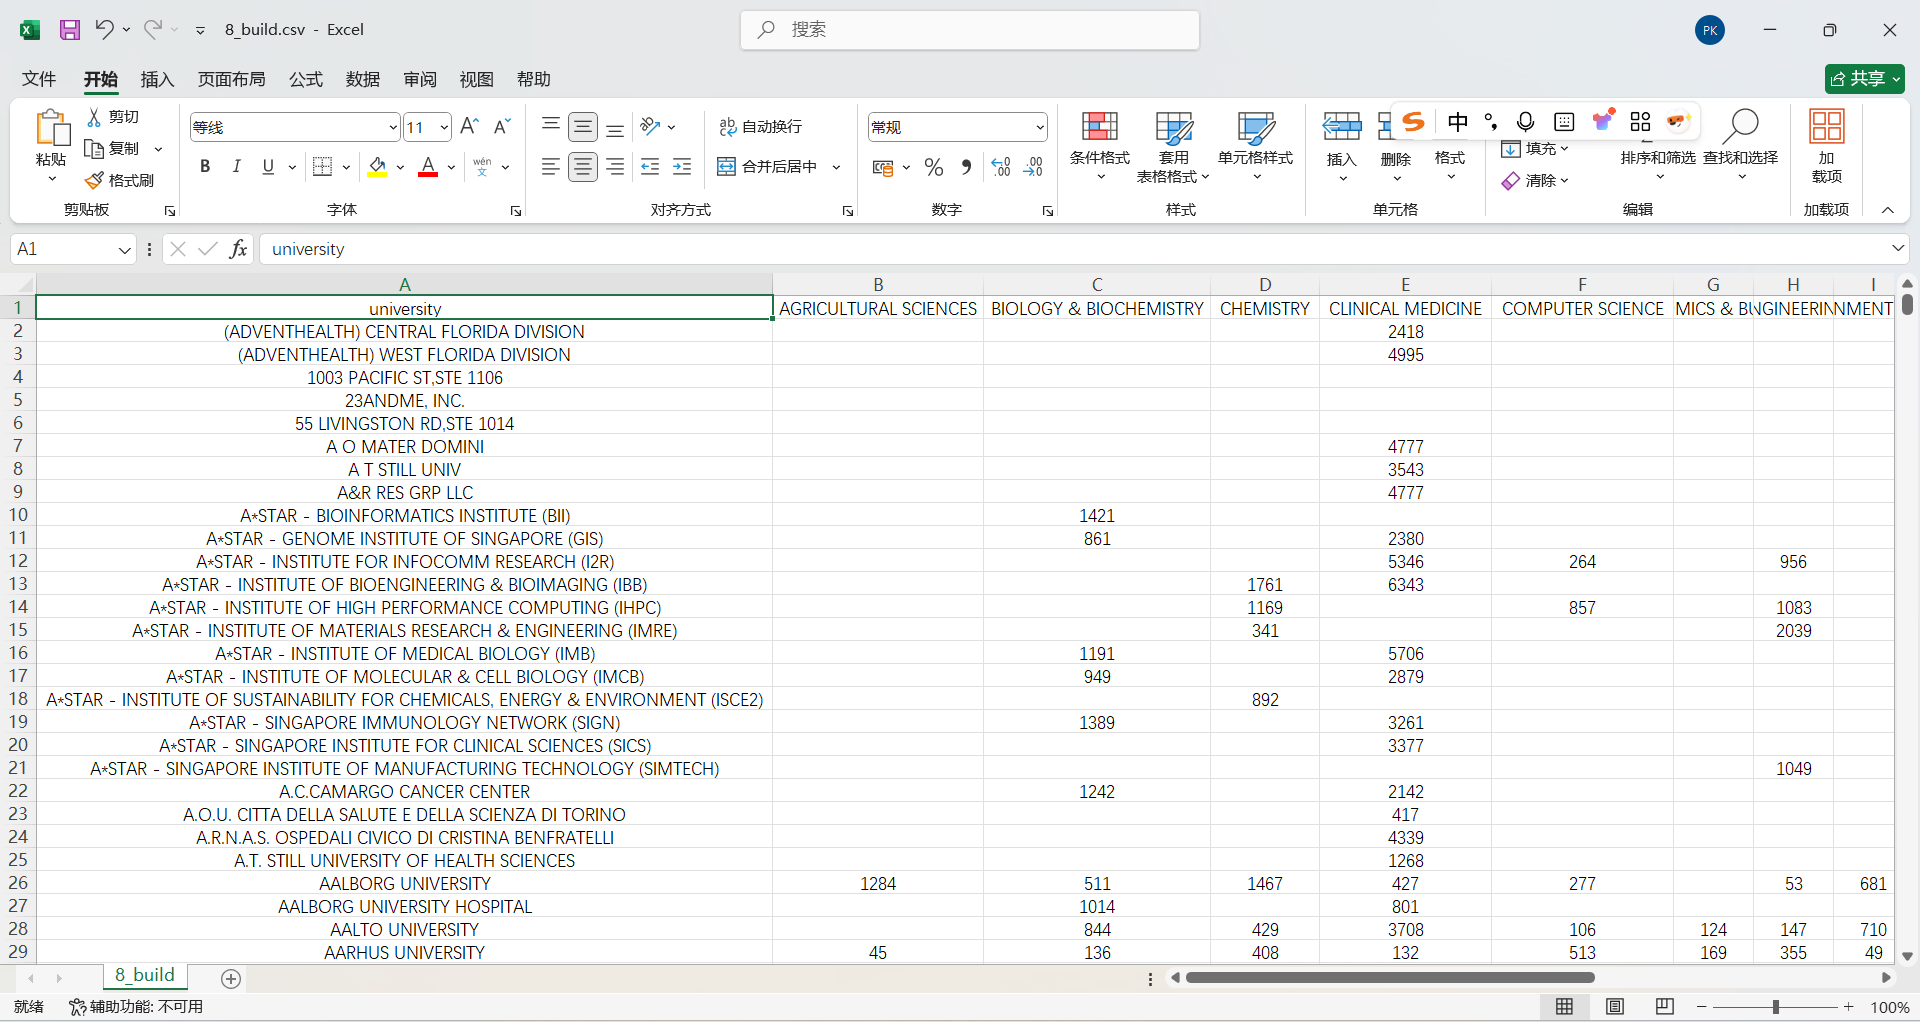 8_build.csv - Excel
搜索
PK
文件 开始 插入 页面布局 公式 数据 审阅 视图 帮助
共享
粘贴
剪切
复制
格式刷
剪贴板
等线 11
B I U A wén 文
字体
自动换行
合并后居中
对齐方式
常规
数字
条件格式
套用
表格格式
单元格样式
样式
插入 删除 格式
单元格
中
填充
清除
排序和筛选 查找和选择
编辑
加
载项
加载项
A1 fx university
A B C D E F G H I
1 university AGRICULTURAL SCIENCES BIOLOGY & BIOCHEMISTRY CHEMISTRY CLINICAL MEDICINE COMPUTER SCIENCE MICS & BU NGINEERIN NMENT
2 (ADVENTHEALTH) CENTRAL FLORIDA DIVISION 2418
3 (ADVENTHEALTH) WEST FLORIDA DIVISION 4995
4 1003 PACIFIC ST,STE 1106
5 23ANDME, INC.
6 55 LIVINGSTON RD,STE 1014
7 A O MATER DOMINI 4777
8 A T STILL UNIV 3543
9 A&R RES GRP LLC 4777
10 A*STAR - BIOINFORMATICS INSTITUTE (BII) 1421
11 A*STAR - GENOME INSTITUTE OF SINGAPORE (GIS) 861 2380
12 A*STAR - INSTITUTE FOR INFOCOMM RESEARCH (I2R) 5346 264 956
13 A*STAR - INSTITUTE OF BIOENGINEERING & BIOIMAGING (IBB) 1761 6343
14 A*STAR - INSTITUTE OF HIGH PERFORMANCE COMPUTING (IHPC) 1169 857 1083
15 A*STAR - INSTITUTE OF MATERIALS RESEARCH & ENGINEERING (IMRE) 341 2039
16 A*STAR - INSTITUTE OF MEDICAL BIOLOGY (IMB) 1191 5706
17 A*STAR - INSTITUTE OF MOLECULAR & CELL BIOLOGY (IMCB) 949 2879
18 A*STAR - INSTITUTE OF SUSTAINABILITY FOR CHEMICALS, ENERGY & ENVIRONMENT (ISCE2) 892
19 A*STAR - SINGAPORE IMMUNOLOGY NETWORK (SIGN) 1389 3261
20 A*STAR - SINGAPORE INSTITUTE FOR CLINICAL SCIENCES (SICS) 3377
21 A*STAR - SINGAPORE INSTITUTE OF MANUFACTURING TECHNOLOGY (SIMTECH) 1049
22 A.C.CAMARGO CANCER CENTER 1242 2142
23 A.O.U. CITTA DELLA SALUTE E DELLA SCIENZA DI TORINO 417
24 A.R.N.A.S. OSPEDALI CIVICO DI CRISTINA BENFRATELLI 4339
25 A.T. STILL UNIVERSITY OF HEALTH SCIENCES 1268
26 AALBORG UNIVERSITY 1284 511 1467 427 277 53 681
27 AALBORG UNIVERSITY HOSPITAL 1014 801
28 AALTO UNIVERSITY 844 429 3708 106 124 147 710
29 AARHUS UNIVERSITY 45 136 408 132 513 169 355 49
8_build
就绪 辅助功能: 不可用 100%